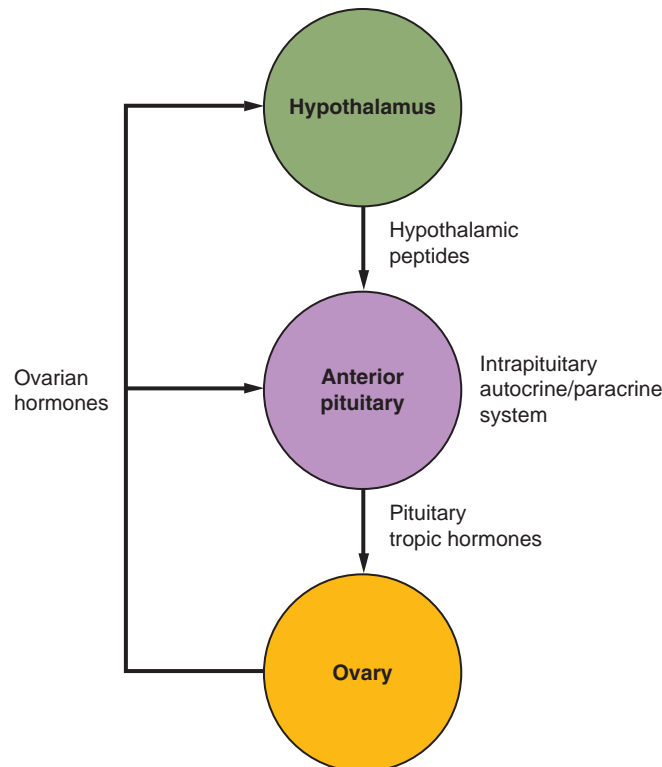 Hypothalamus
Hypothalamic
peptides
Ovarian
hormones
Anterior
pituitary
Intrapituitary
autocrine/paracrine
system
Pituitary
tropic hormones
Ovary